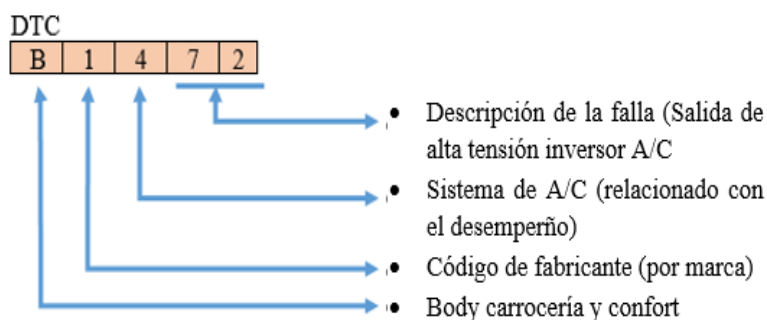 DTC
B 1 4 7 2
• Descripción de la falla (Salida de
alta tensión inversor A/C
• Sistema de A/C (relacionado con
el desemperño)
• Código de fabricante (por marca)
• Body carrocería y confort